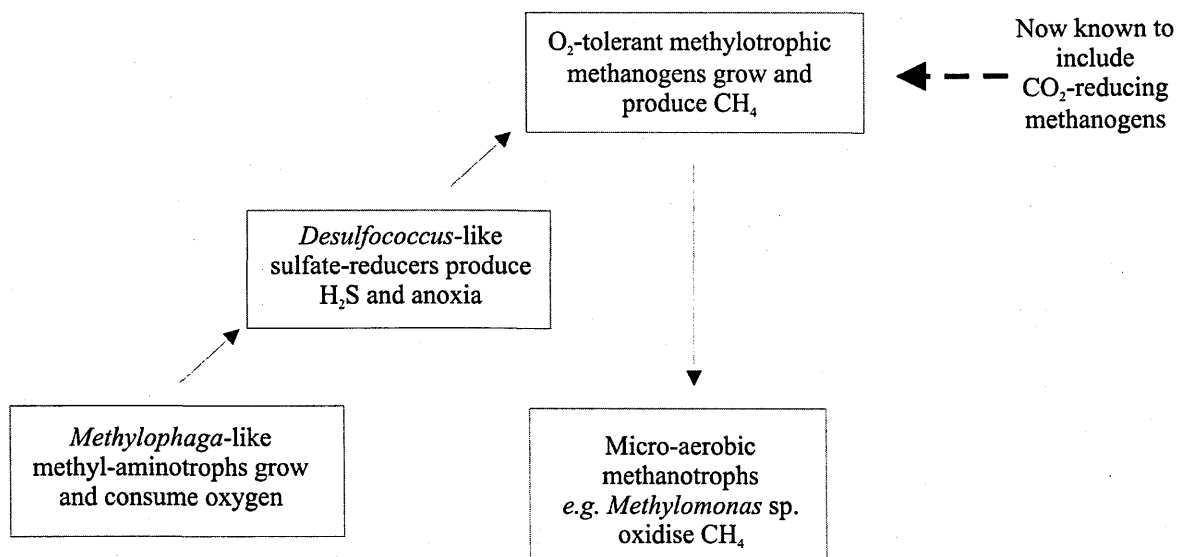 O₂-tolerant methylotrophic
methanogens grow and
produce CH₄
Now known to
include
CO₂-reducing
methanogens
Desulfococcus-like
sulfate-reducers produce
H₂S and anoxia
Methylophaga-like
methyl-aminotrophs grow
and consume oxygen
Micro-aerobic
methanotrophs
e.g. Methylomonas sp.
oxidise CH₄